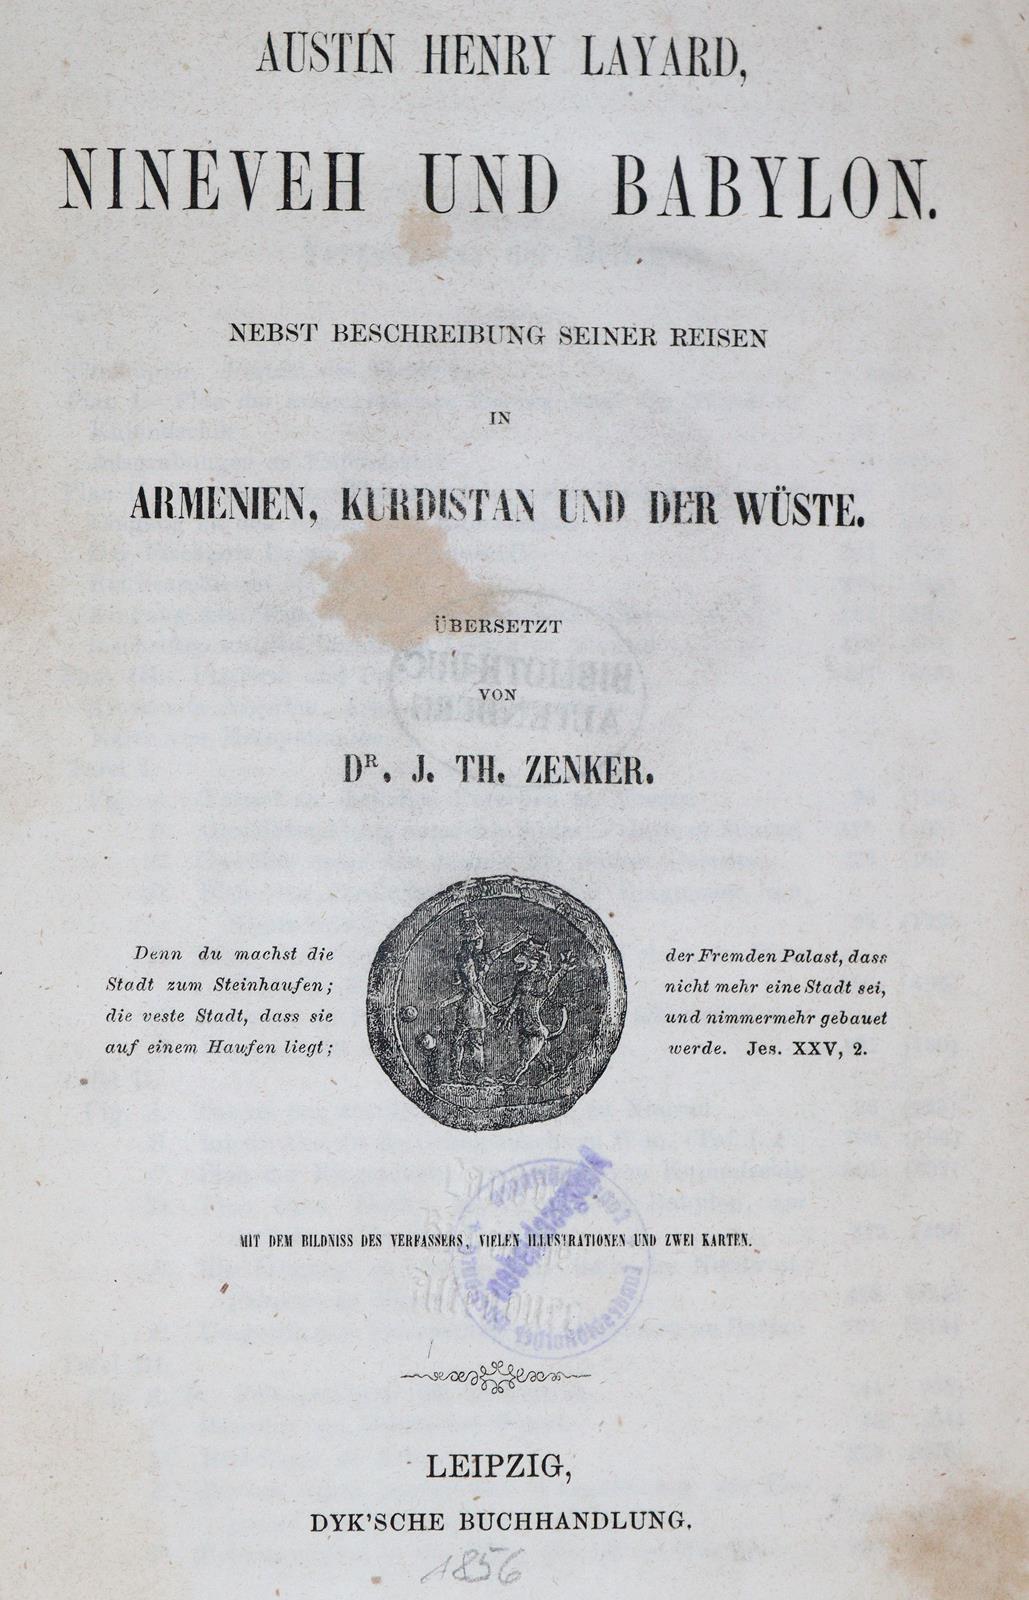 AUSTIN HENRY LAYARD,
NINEVEH UND BABYLON.
NEBST BESCHREIBUNG SEINER REISEN
IN
ARMENIEN, KURDISTAN UND DER WÜSTE.
ÜBERSETZT
VON
DR. J. TH. ZENKER.
Denn du machst die
Stadt zum Steinhaufen;
die veste Stadt, dass sie
auf einem Haufen liegt;
der Fremden Palast, dass
nicht mehr eine Stadt sei,
und nimmermehr gebauet
werde. Jes. XXV, 2.
MIT DEM BILDNISS DES VERFASSERS, VIELEN ILLUSTRATIONEN UND ZWEI KARTEN.
LEIPZIG,
DYK'SCHE BUCHHANDLUNG.
1856